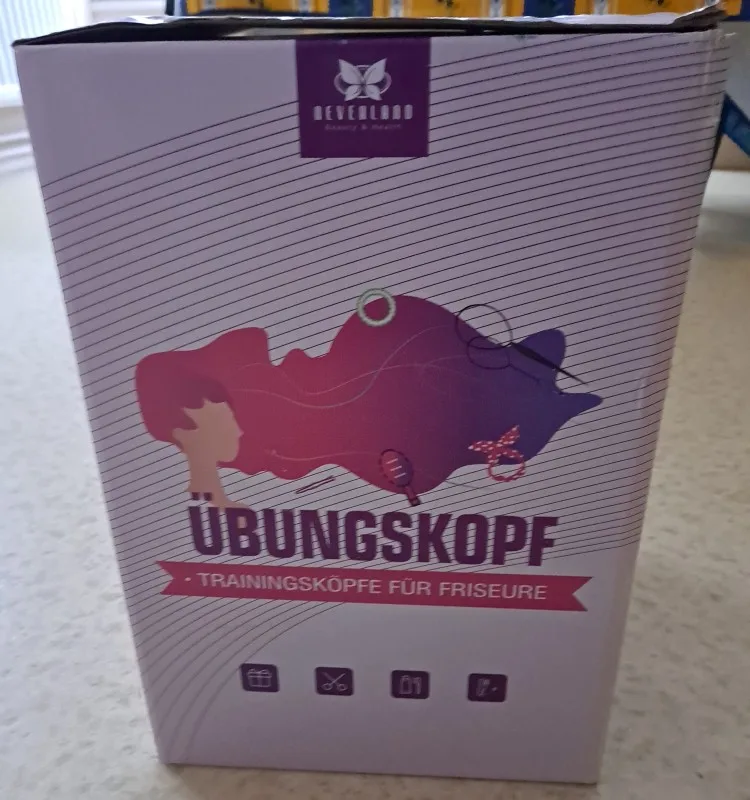 NEVERLAND
Beauty & Health
ÜBUNGSKOPF
· TRAININGSKÖPFE FÜR FRISEURE